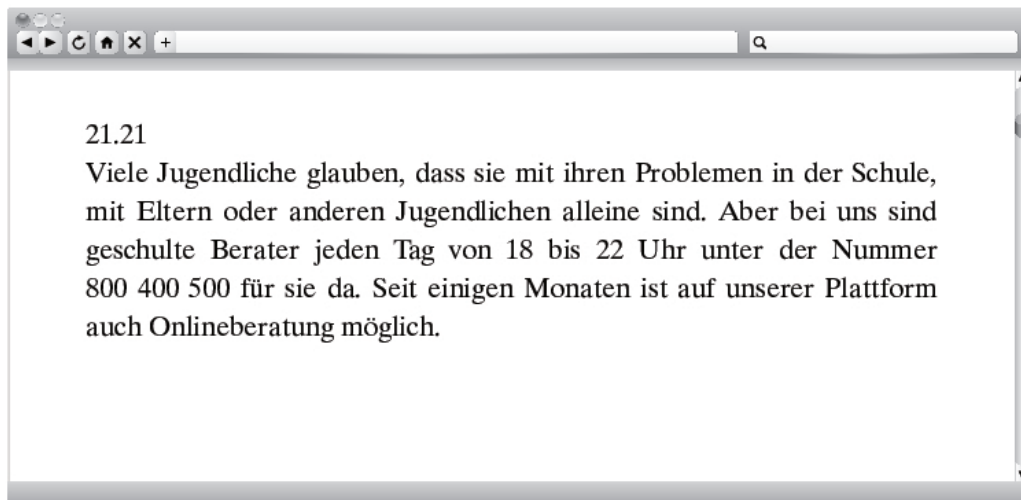 21.21
Viele Jugendliche glauben, dass sie mit ihren Problemen in der Schule,
mit Eltern oder anderen Jugendlichen alleine sind. Aber bei uns sind
geschulte Berater jeden Tag von 18 bis 22 Uhr unter der Nummer
800 400 500 für sie da. Seit einigen Monaten ist auf unserer Plattform
auch Onlineberatung möglich.